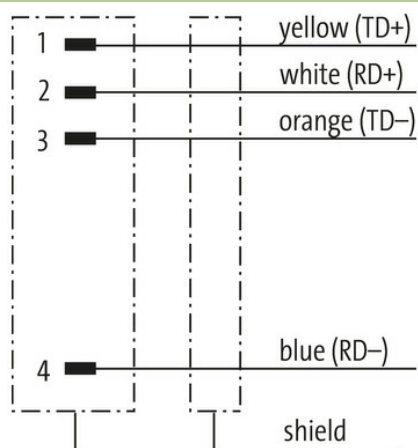 1 yellow (TD+)
2 white (RD+)
3 orange (TD–)
4 blue (RD–)
shield